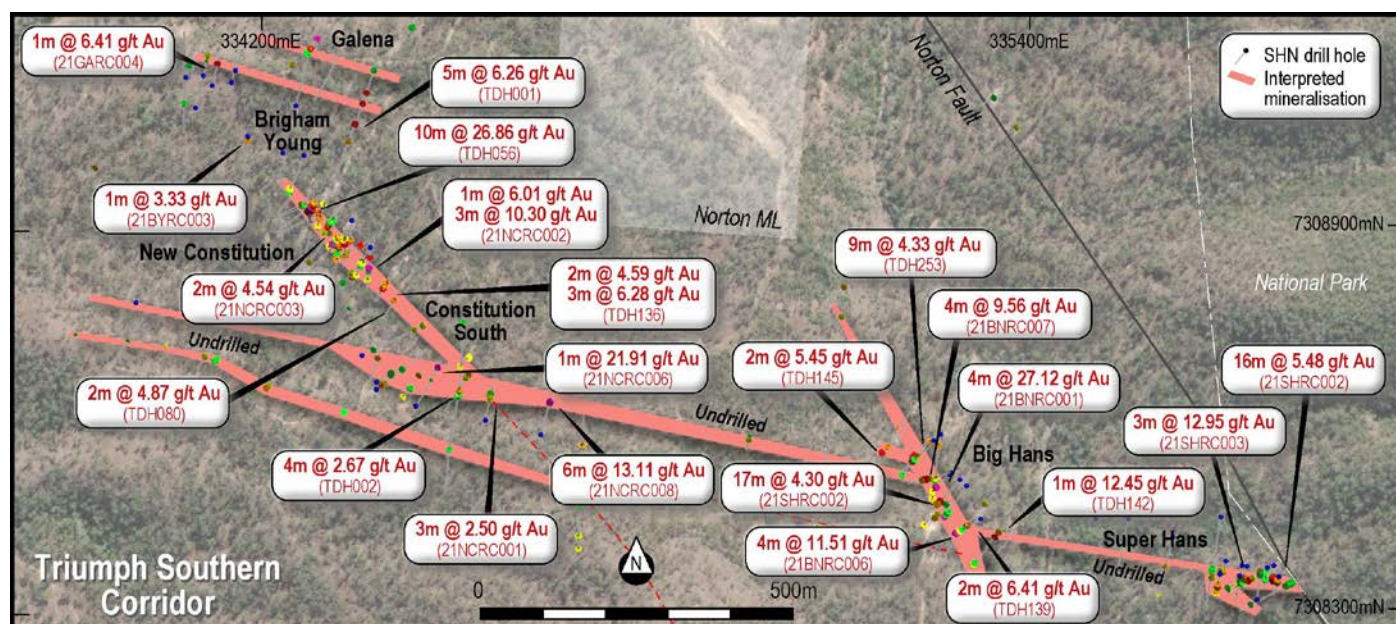 334200mE
335400mE
Galena
1m @ 6.41 g/t Au
(21GARC004)
5m @ 6.26 g/t Au
(TDH001)
Norton Fault
SHN drill hole
Interpreted
mineralisation
Brigham
Young
10m @ 26.86 g/t Au
(TDH056)
1m @ 3.33 g/t Au
(21BYRC003)
1m @ 6.01 g/t Au
3m @ 10.30 g/t Au
(21NCRC002)
Norton ML
7308900mN
New Constitution
9m @ 4.33 g/t Au
(TDH253)
2m @ 4.54 g/t Au
(21NCRC003)
2m @ 4.59 g/t Au
3m @ 6.28 g/t Au
(TDH136)
National Park
4m @ 9.56 g/t Au
(21BNRC007)
Constitution
South
Undrilled
1m @ 21.91 g/t Au
(21NCRC006)
2m @ 5.45 g/t Au
(TDH145)
16m @ 5.48 g/t Au
(21SHRC002)
4m @ 27.12 g/t Au
(21BNRC001)
2m @ 4.87 g/t Au
(TDH080)
Undrilled
3m @ 12.95 g/t Au
(21SHRC003)
4m @ 2.67 g/t Au
(TDH002)
6m @ 13.11 g/t Au
(21NCRC008)
17m @ 4.30 g/t Au
(21SHRC002)
Big Hans
1m @ 12.45 g/t Au
(TDH142)
3m @ 2.50 g/t Au
(21NCRC001)
4m @ 11.51 g/t Au
(21BNRC006)
Super Hans
Undrilled
Triumph Southern
Corridor
N
0
500m
2m @ 6.41 g/t Au
(TDH139)
7308300mN